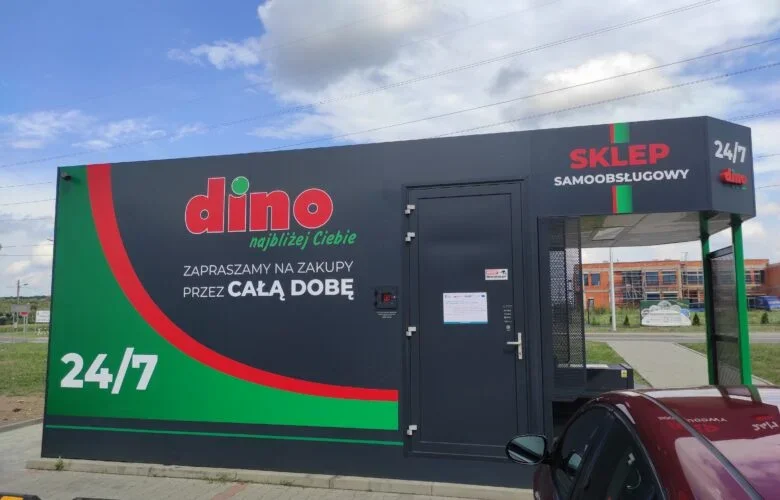 dino
najbliżej Ciebie
ZAPRASZAMY NA ZAKUPY
PRZEZ CAŁĄ DOBĘ
24/7
SKLEP
SAMOOBSŁUGOWY
24/7
dino